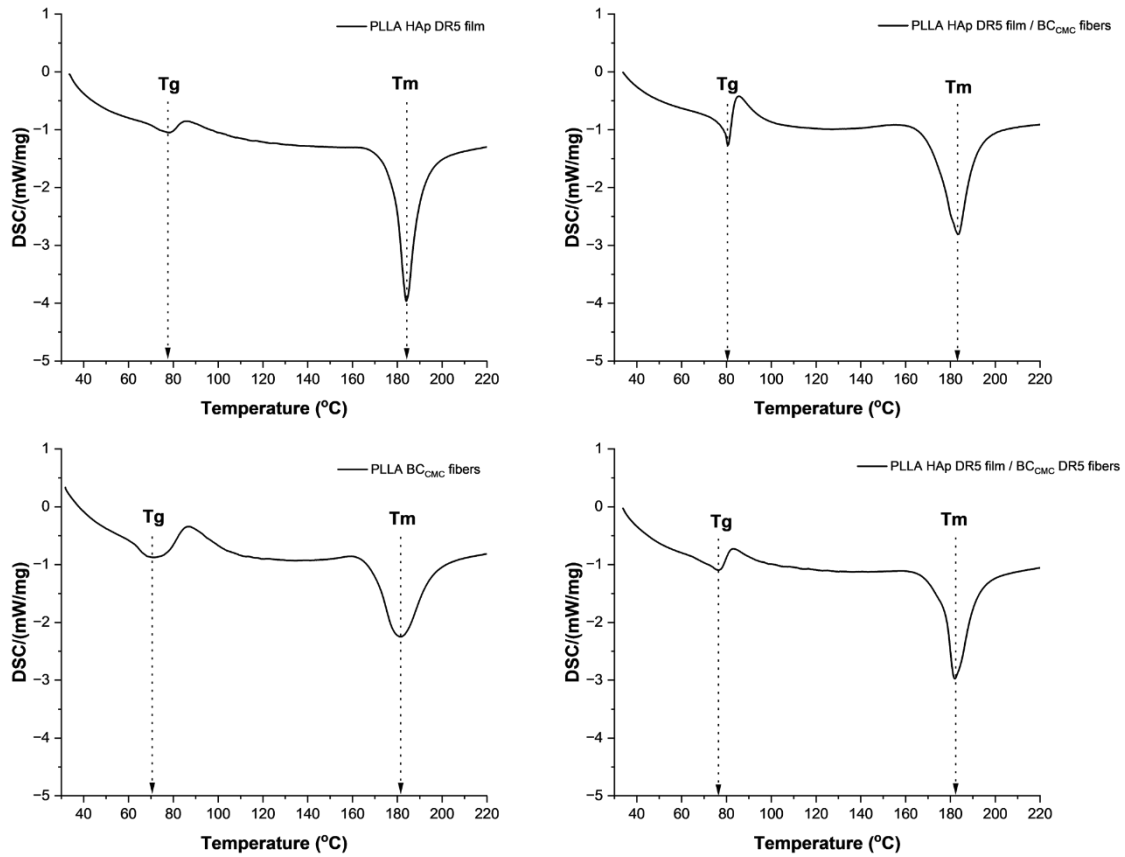 PLLA HAp DR5 film
Tg
Tm
1
0
−1
−2
−3
−4
−5
DSC/(mW/mg)
40 60 80 100 120 140 160 180 200 220
Temperature (°C)
PLLA HAp DR5 film / BCCMC fibers
Tg
Tm
1
0
−1
−2
−3
−4
−5
DSC/(mW/mg)
40 60 80 100 120 140 160 180 200 220
Temperature (°C)
PLLA BCCMC fibers
Tg
Tm
1
0
−1
−2
−3
−4
−5
DSC/(mW/mg)
40 60 80 100 120 140 160 180 200 220
Temperature (°C)
PLLA HAp DR5 film / BCCMC DR5 fibers
Tg
Tm
1
0
−1
−2
−3
−4
−5
DSC/(mW/mg)
40 60 80 100 120 140 160 180 200 220
Temperature (°C)